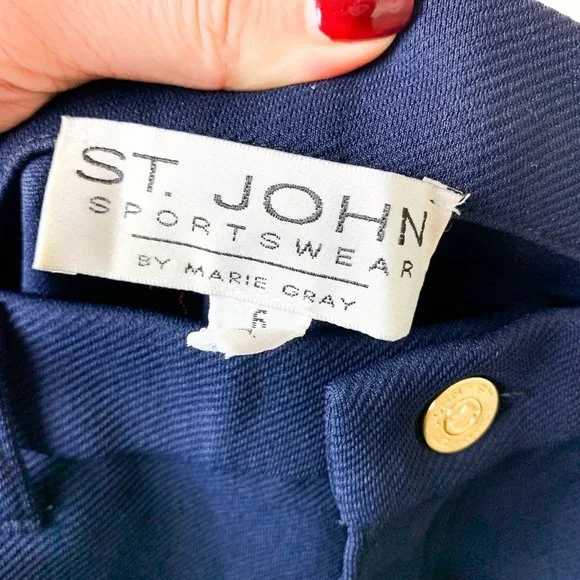 ST. JOHN
SPORTSWEAR
BY MARIE GRAY
6